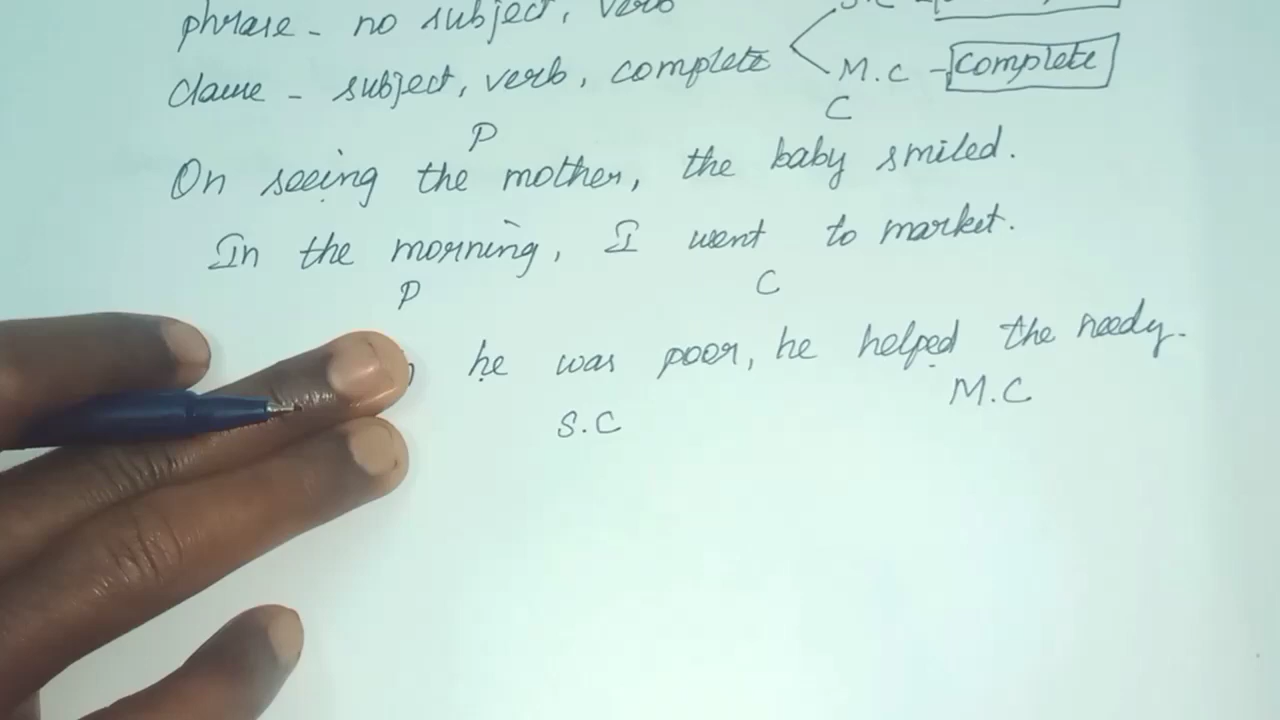 phrase - no subject, verb
clause - subject, verb, complete
M.C - complete
P C
On seeing the mother, the baby smiled.
In the morning, I went to market.
P C
he was poor, he helped the needy.
S.C M.C